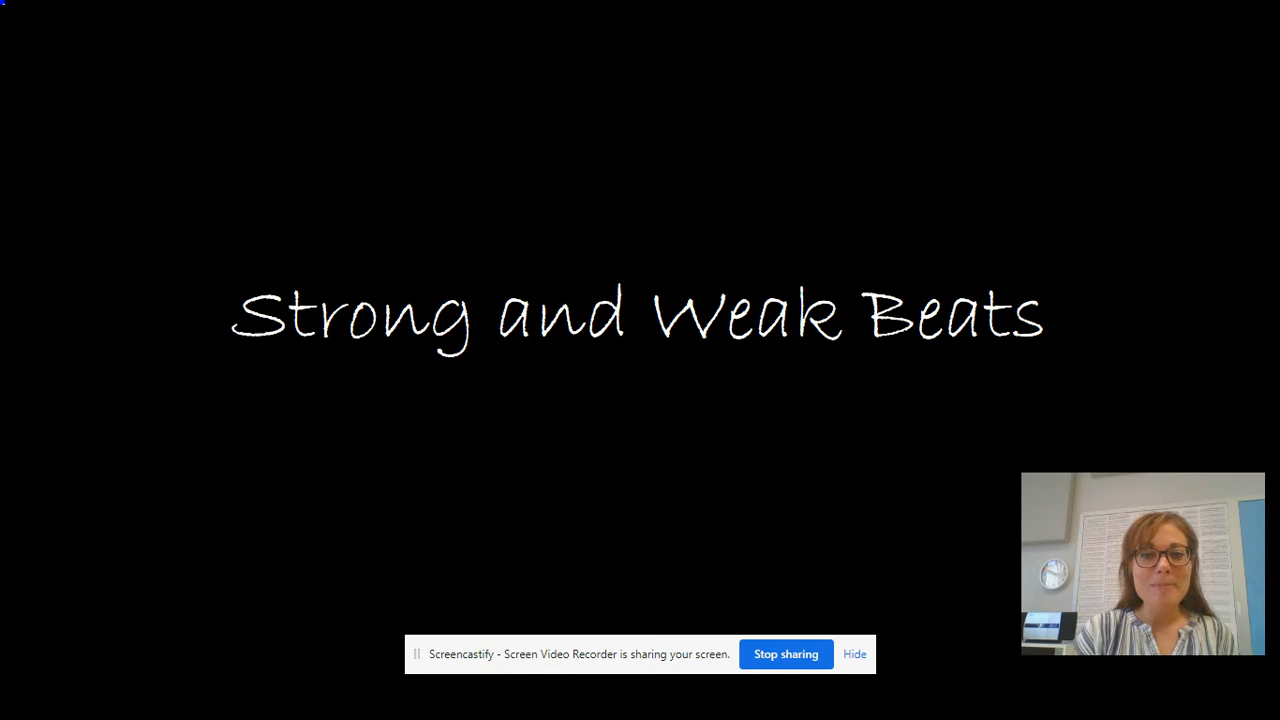 Strong and Weak Beats
Screencastify - Screen Video Recorder is sharing your screen.
Stop sharing
Hide